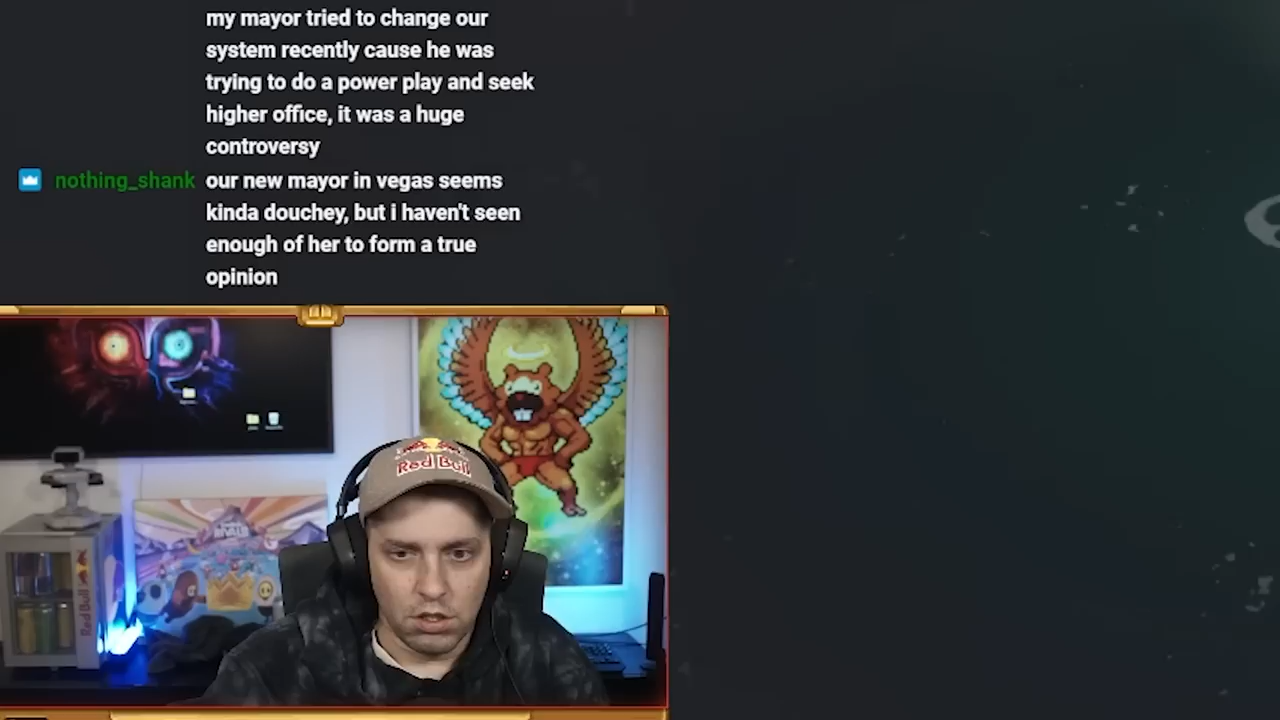 my mayor tried to change our
system recently cause he was
trying to do a power play and seek
higher office, it was a huge
controversy
nothing_shank our new mayor in vegas seems
kinda douchey, but i haven't seen
enough of her to form a true
opinion
Red Bull
Red Bull